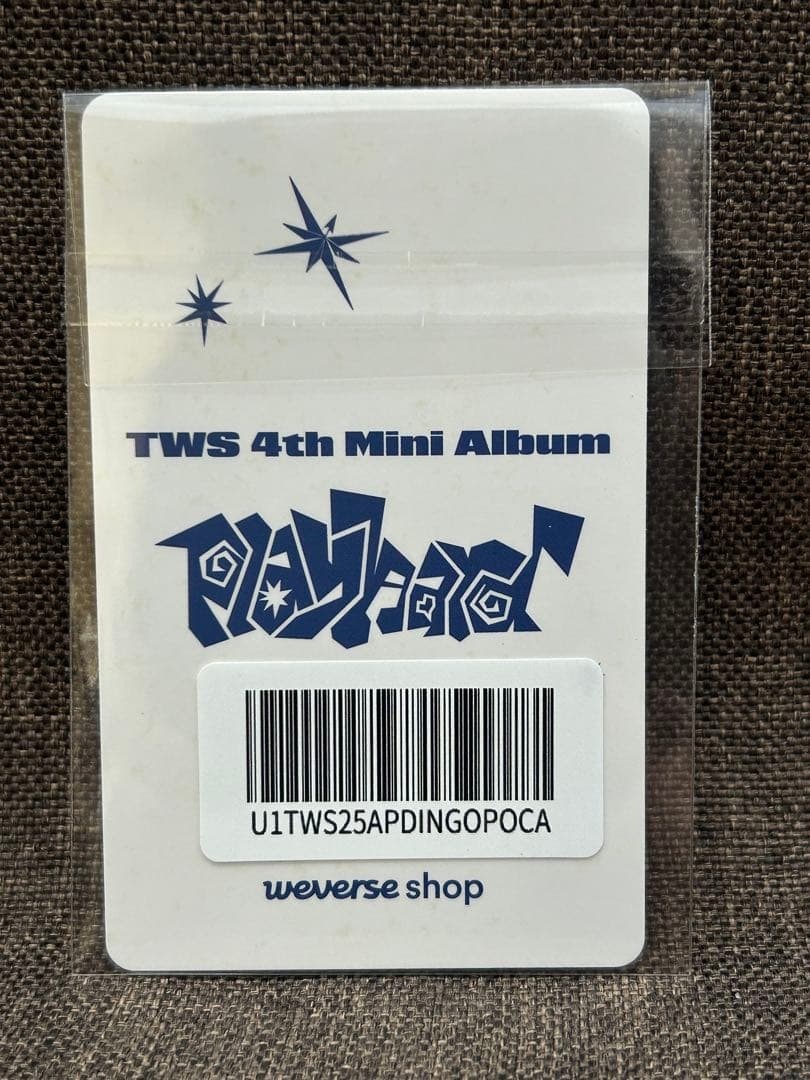 TWS 4th Mini Album
play hard
U1TWS25APDINGOPOCA
weverse shop